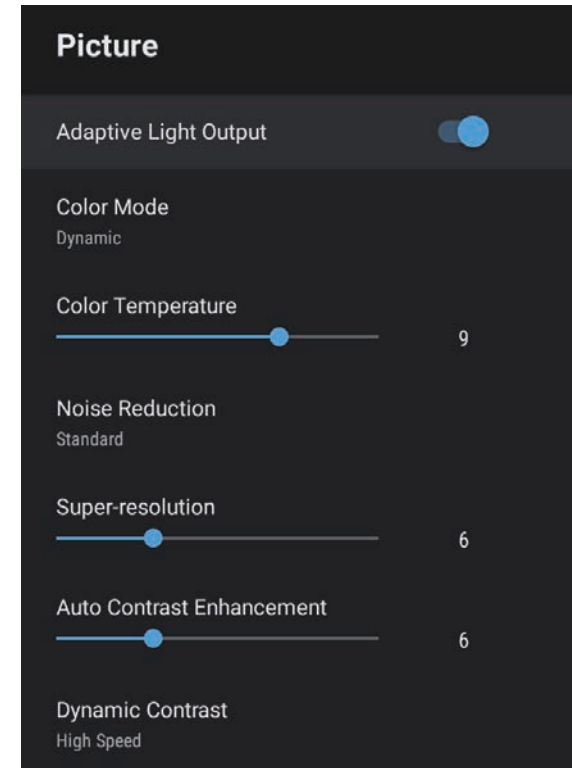 Picture
Adaptive Light Output
Color Mode
Dynamic
Color Temperature
9
Noise Reduction
Standard
Super-resolution
6
Auto Contrast Enhancement
6
Dynamic Contrast
High Speed